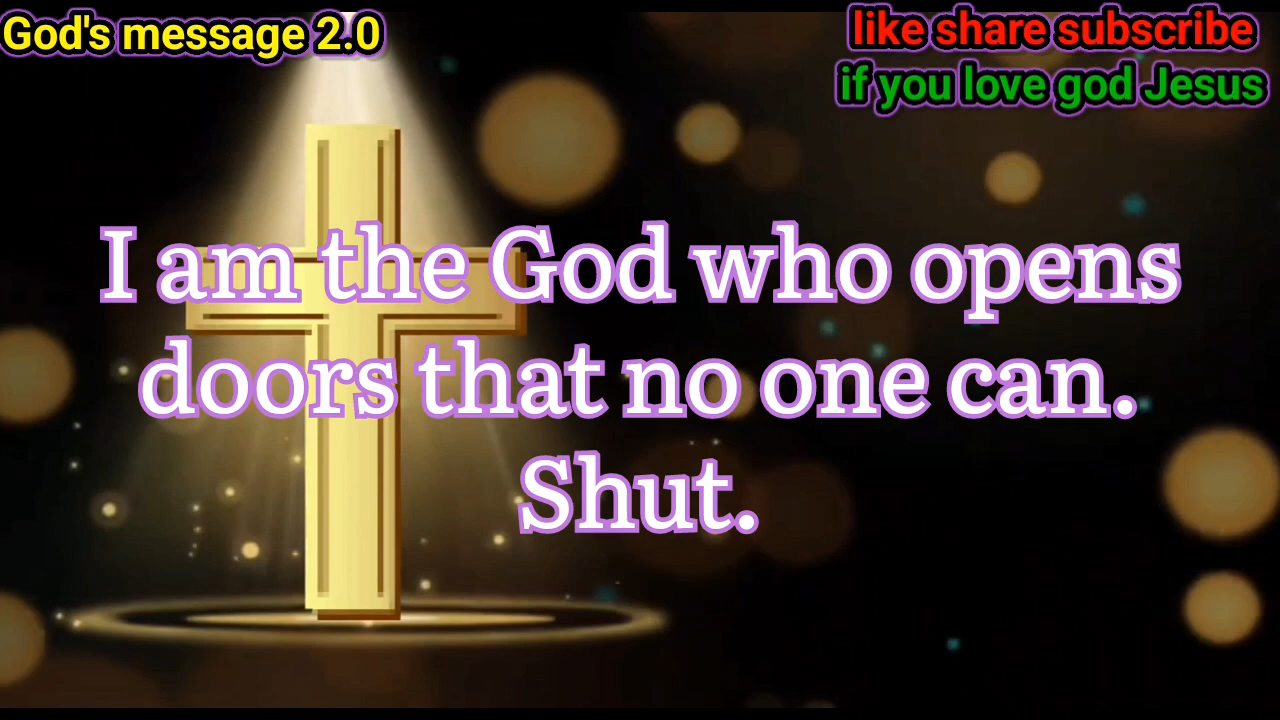 God's message 2.0
like share subscribe
if you love god Jesus
I am the God who opens
doors that no one can.
Shut.